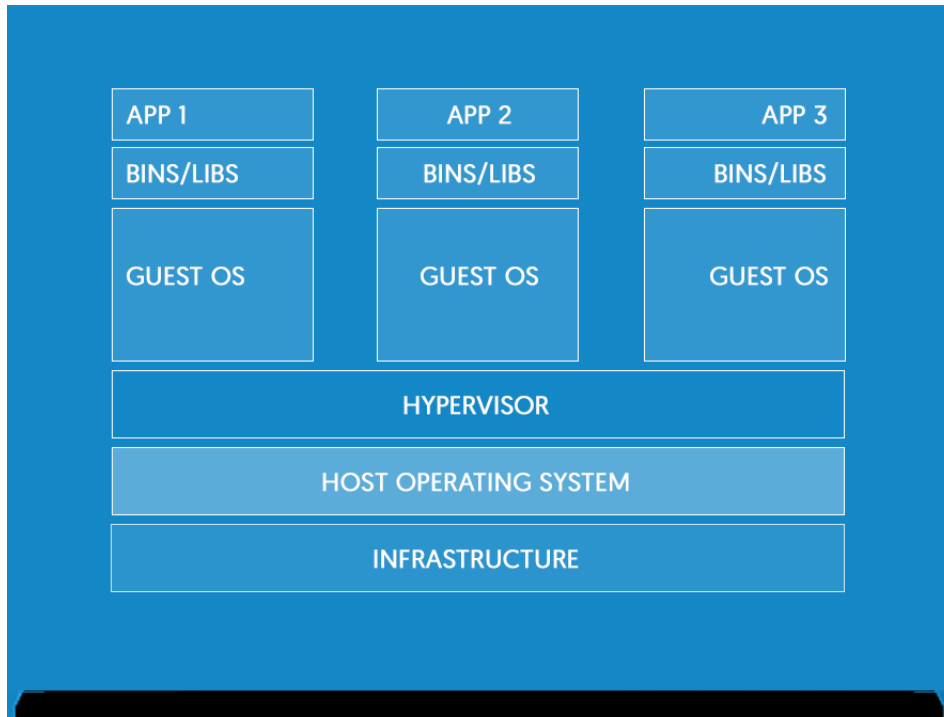 APP 1
APP 2
APP 3
BINS/LIBS
BINS/LIBS
BINS/LIBS
GUEST OS
GUEST OS
GUEST OS
HYPERVISOR
HOST OPERATING SYSTEM
INFRASTRUCTURE